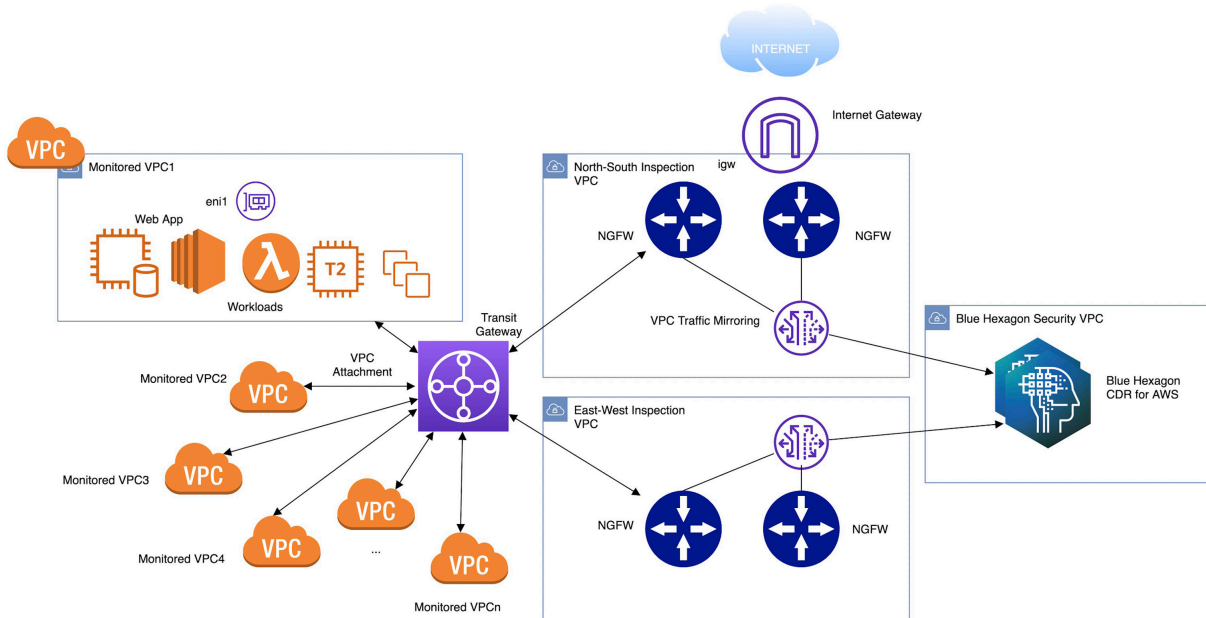 INTERNET
Internet Gateway
igw
VPC
Monitored VPC1
eni1
Web App
T2
Workloads
North-South Inspection
VPC
NGFW
NGFW
VPC Traffic Mirroring
Transit
Gateway
VPC
Attachment
Blue Hexagon Security VPC
Blue Hexagon
CDR for AWS
Monitored VPC2
VPC
Monitored VPC3
VPC
Monitored VPC4
VPC
VPC
...
VPC
Monitored VPCn
East-West Inspection
VPC
NGFW
NGFW